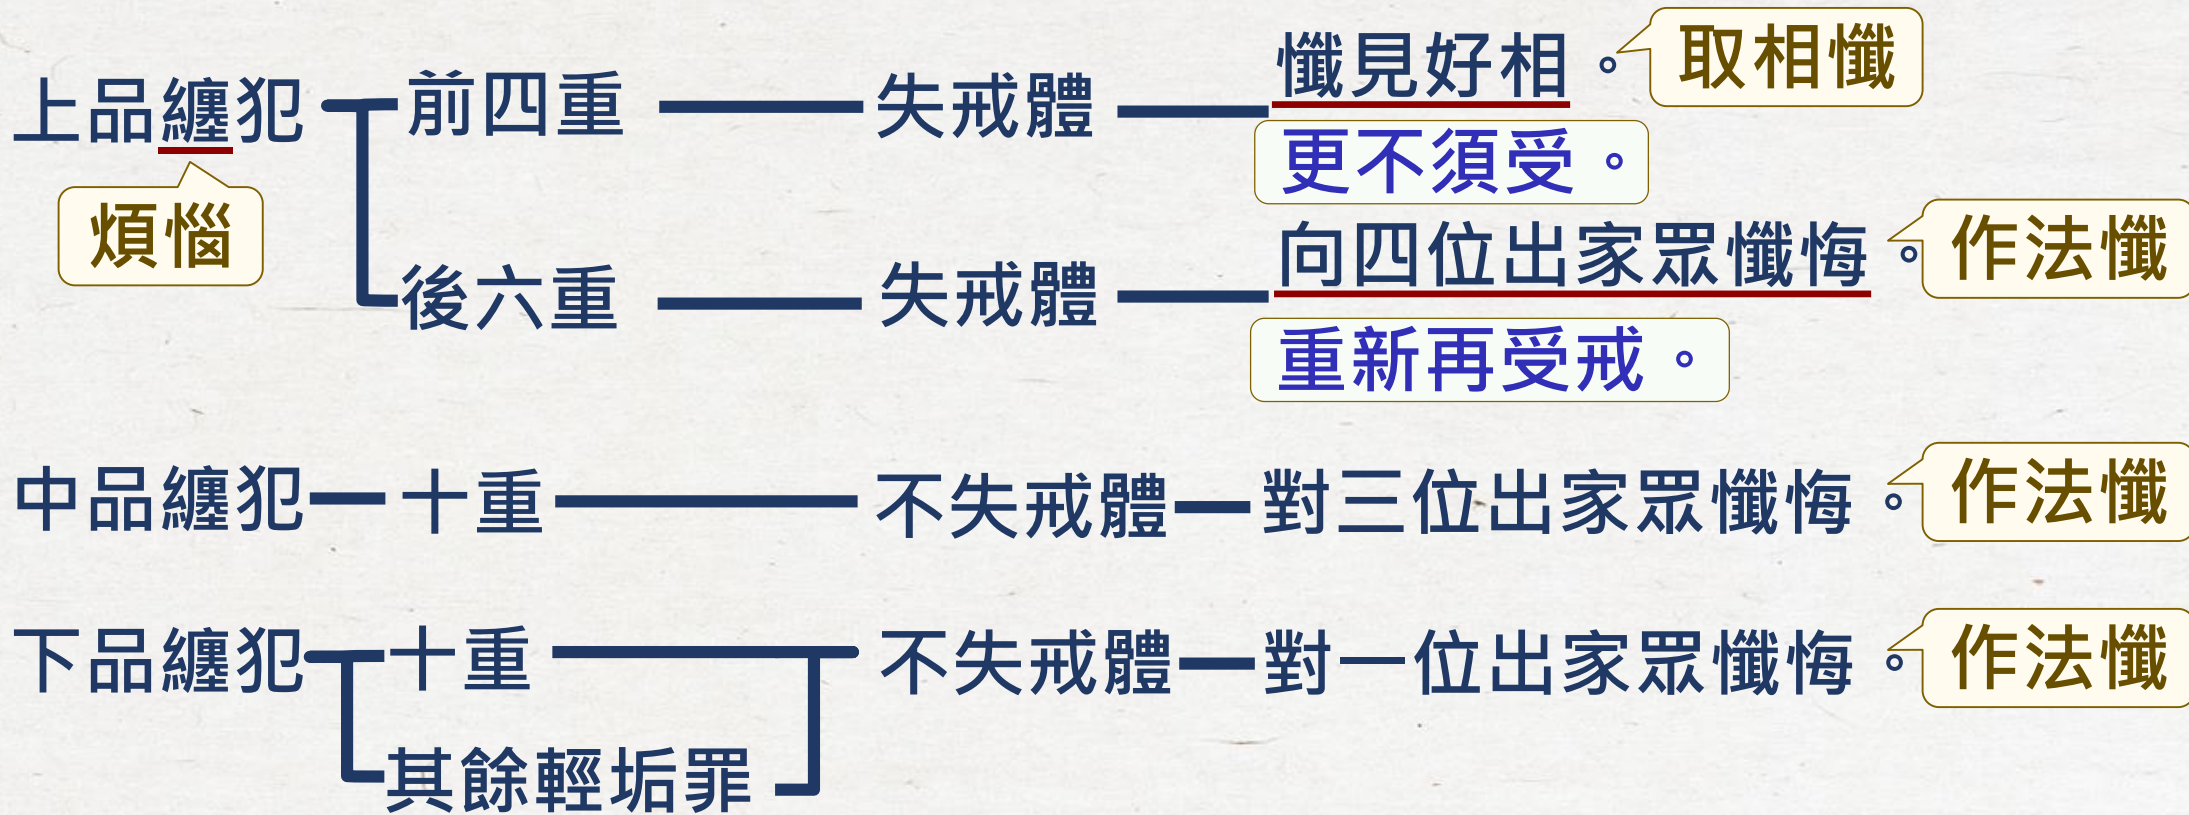 上品纏犯 前四重 失戒體 懺見好相。 取相懺
更不須受。
煩惱
後六重 失戒體 向四位出家眾懺悔。 作法懺
重新再受戒。
中品纏犯 十重 不失戒體 對三位出家眾懺悔。 作法懺
下品纏犯 十重 不失戒體 對一位出家眾懺悔。 作法懺
其餘輕垢罪